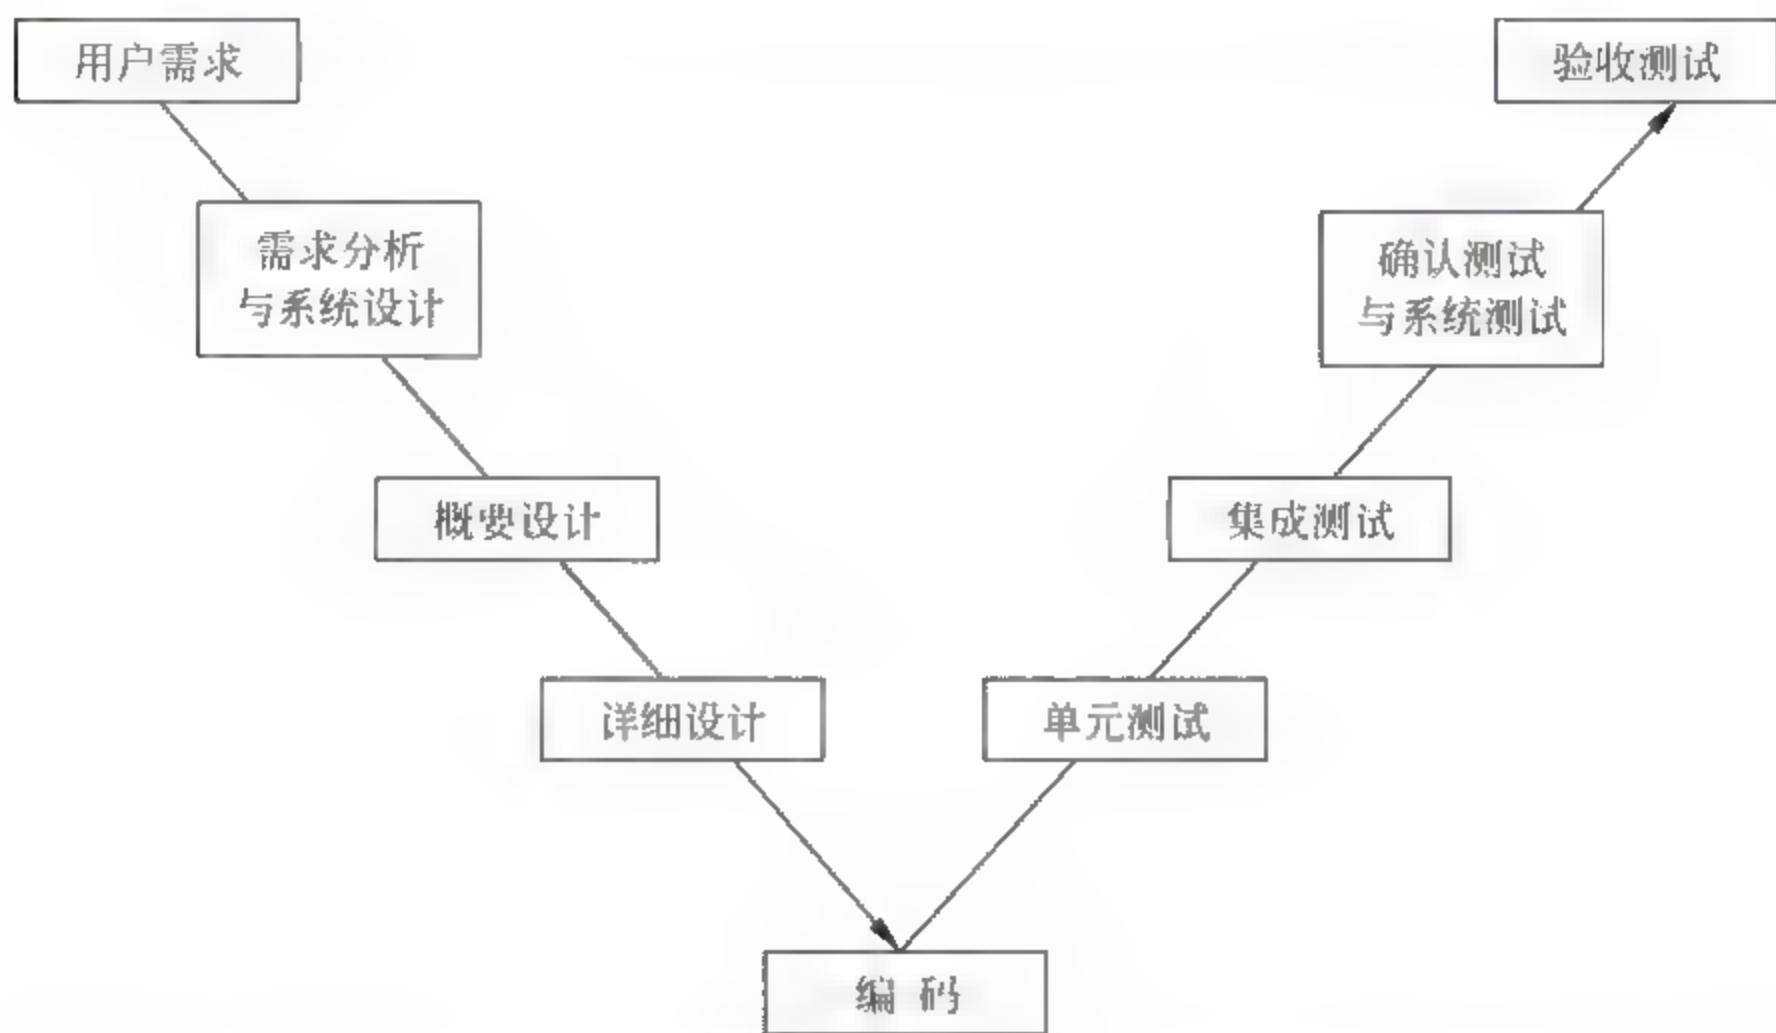 用户需求
验收测试
需求分析
与系统设计
确认测试
与系统测试
概要设计
集成测试
详细设计
单元测试
编码